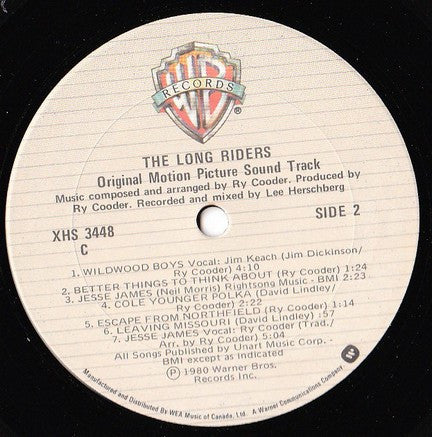 WB
RECORDS
®
THE LONG RIDERS
Original Motion Picture Sound Track
Music composed and arranged by Ry Cooder. Produced by
Ry Cooder. Recorded and mixed by Lee Herschberg
XHS 3448
C
SIDE 2
1. WILDWOOD BOYS Vocal: Jim Keach (Jim Dickinson/
Ry Cooder) 4:10
2. BETTER THINGS TO THINK ABOUT (Ry Cooder) 1:12
3. JESSE JAMES (Neil Morris) Rightsong Music - BMI 2:23
4. COLE YOUNGER POLKA (David Lindley/
Ry Cooder) 2:22
5. ESCAPE FROM NORTHFIELD (Ry Cooder) 1:14
6. LEAVING MISSOURI (David Lindley) :57
7. JESSE JAMES Vocal: Ry Cooder (Trad./
Arr. by Ry Cooder) 5:04
All Songs Published by Unart Music Corp. -
BMI except as indicated
Ⓟ 1980 Warner Bros.
Records Inc.
Manufactured and Distributed By WEA Music of Canada, Ltd. A Warner Communications Company